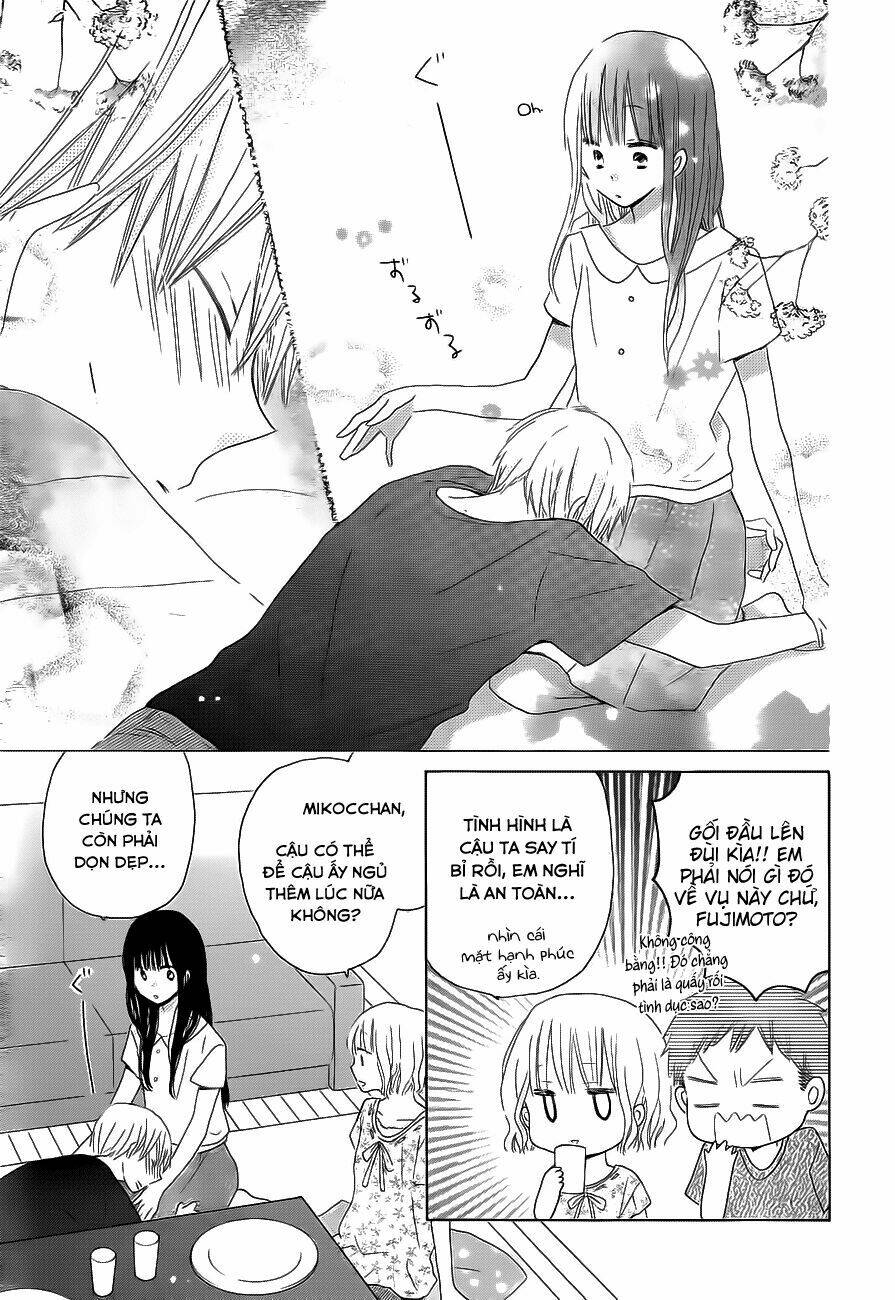 Oh.
ぐ
ずるずる
GỐI ĐẦU LÊN
ĐÙI KÌA!! EM
PHẢI NÓI GÌ ĐÓ
VỀ VỤ NÀY CHỨ,
FUJIMOTO?
Không công
bằng!! Đó chẳng
phải là quấy rối
tình dục sao?
TÌNH HÌNH LÀ
CẬU TA SAY TÍ
BỈ RỒI, EM NGHĨ
LÀ AN TOÀN...
nhìn cái
mặt hạnh phúc
ấy kìa.
MIKOCCHAN,
CẬU CÓ THỂ
ĐỂ CẬU ẤY NGỦ
THÊM LÚC NỮA
KHÔNG?
NHƯNG
CHÚNG TA
CÒN PHẢI
DỌN DẸP...
ぐ